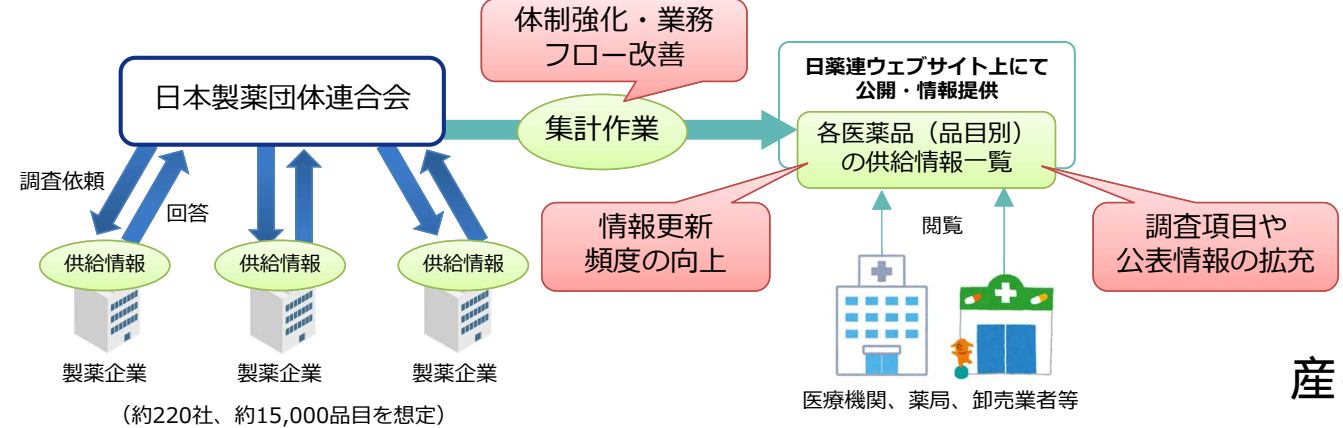 体制強化・業務
フロー改善
日本製薬団体連合会
集計作業
日薬連ウェブサイト上にて
公開・情報提供
各医薬品（品目別）
の供給情報一覧
調査依頼
回答
情報更新
頻度の向上
閲覧
調査項目や
公表情報の拡充
供給情報
供給情報
供給情報
製薬企業
製薬企業
製薬企業
医療機関、薬局、卸売業者等
（約220社、約15,000品目を想定）
産